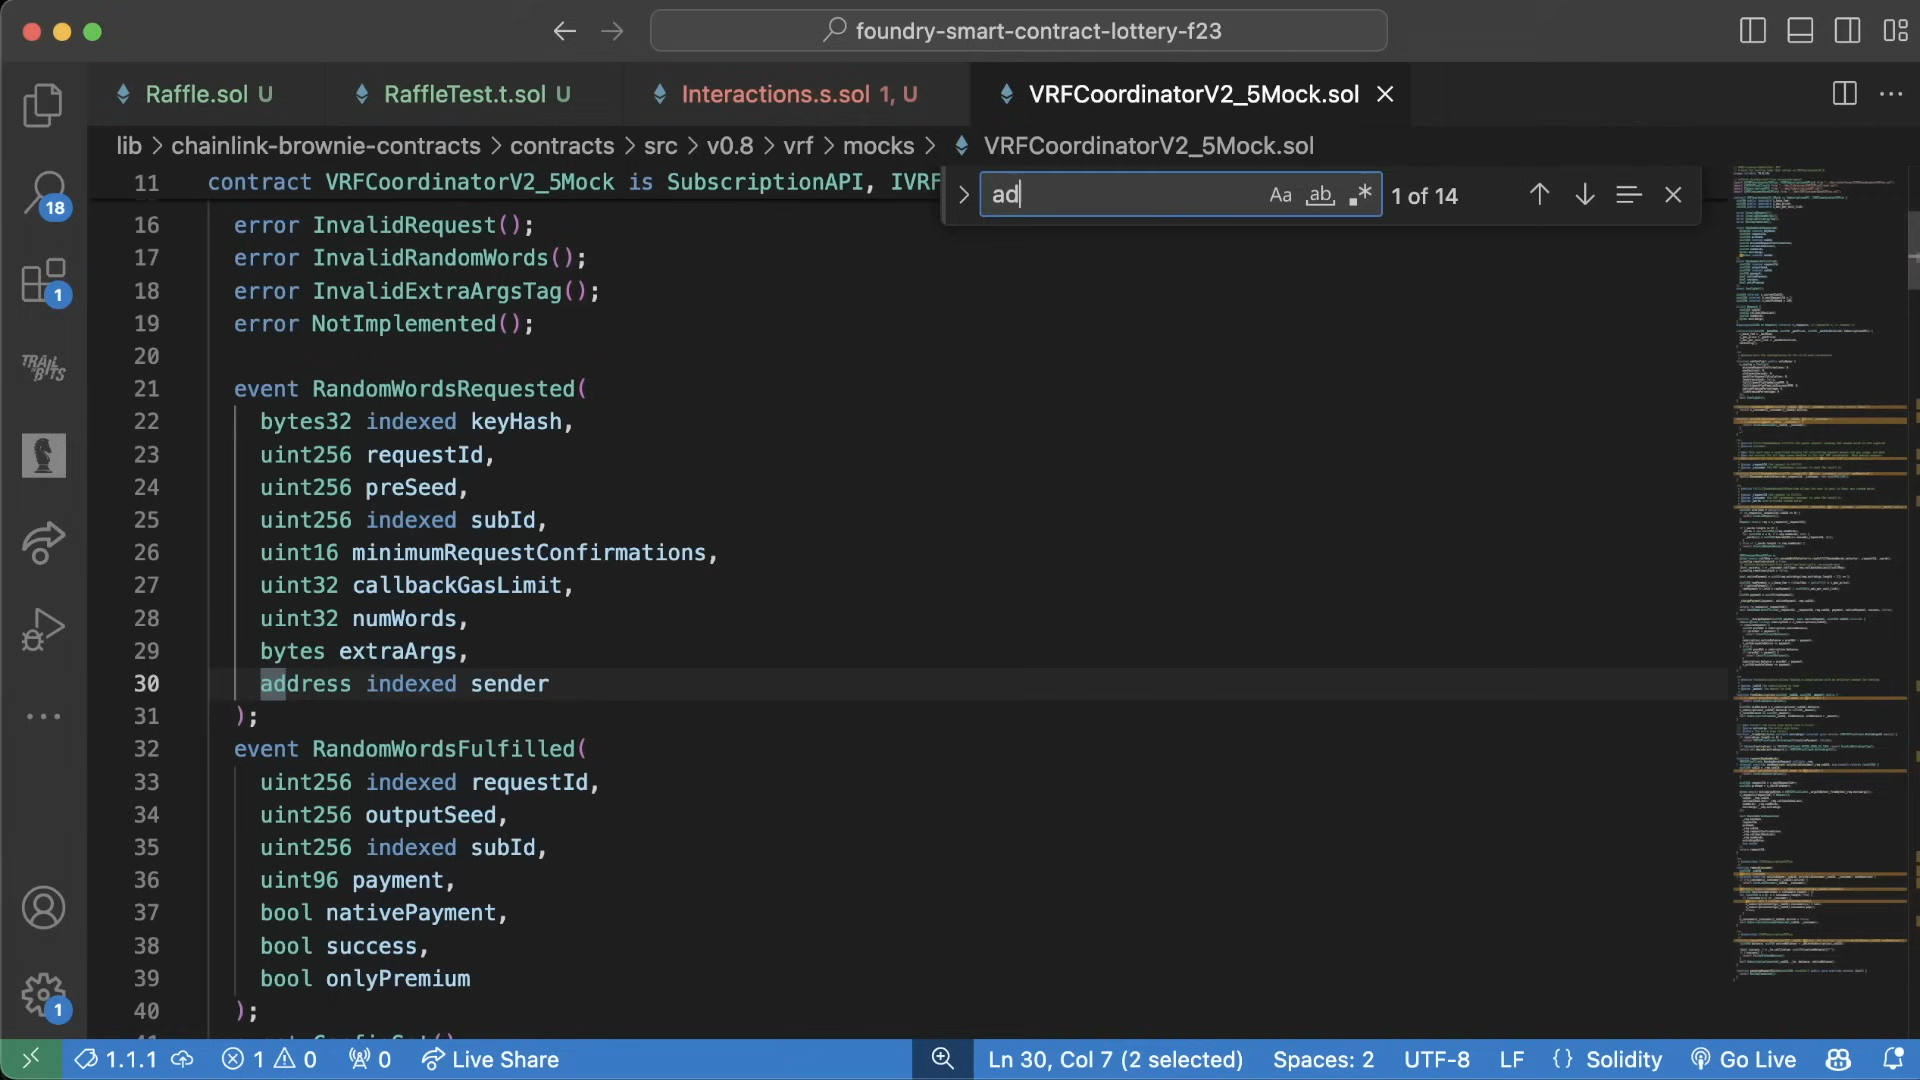 foundry-smart-contract-lottery-f23
Raffle.sol U
RaffleTest.t.sol U
Interactions.s.sol 1, U
VRFCoordinatorV2_5Mock.sol
lib > chainlink-brownie-contracts > contracts > src > v0.8 > vrf > mocks > VRFCoordinatorV2_5Mock.sol
11 contract VRFCoordinatorV2_5Mock is SubscriptionAPI, IVRF
ad
Aa ab .* 1 of 14
16 error InvalidRequest();
17 error InvalidRandomWords();
18 error InvalidExtraArgsTag();
19 error NotImplemented();
20
21 event RandomWordsRequested(
22 bytes32 indexed keyHash,
23 uint256 requestId,
24 uint256 preSeed,
25 uint256 indexed subId,
26 uint16 minimumRequestConfirmations,
27 uint32 callbackGasLimit,
28 uint32 numWords,
29 bytes extraArgs,
30 address indexed sender
31 );
32 event RandomWordsFulfilled(
33 uint256 indexed requestId,
34 uint256 outputSeed,
35 uint256 indexed subId,
36 uint96 payment,
37 bool nativePayment,
38 bool success,
39 bool onlyPremium
40 );
18
1
TRAIL OF BITS
1
1.1.1 1 0 0 Live Share Ln 30, Col 7 (2 selected) Spaces: 2 UTF-8 LF {} Solidity Go Live